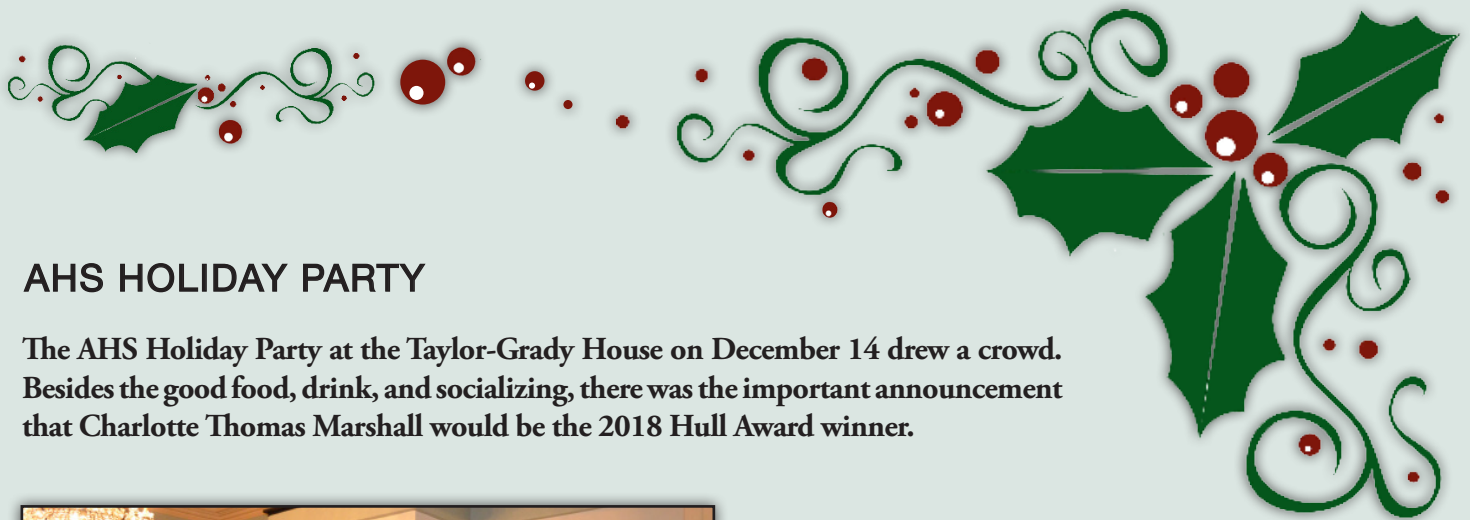 AHS HOLIDAY PARTY
The AHS Holiday Party at the Taylor-Grady House on December 14 drew a crowd.
Besides the good food, drink, and socializing, there was the important announcement
that Charlotte Thomas Marshall would be the 2018 Hull Award winner.